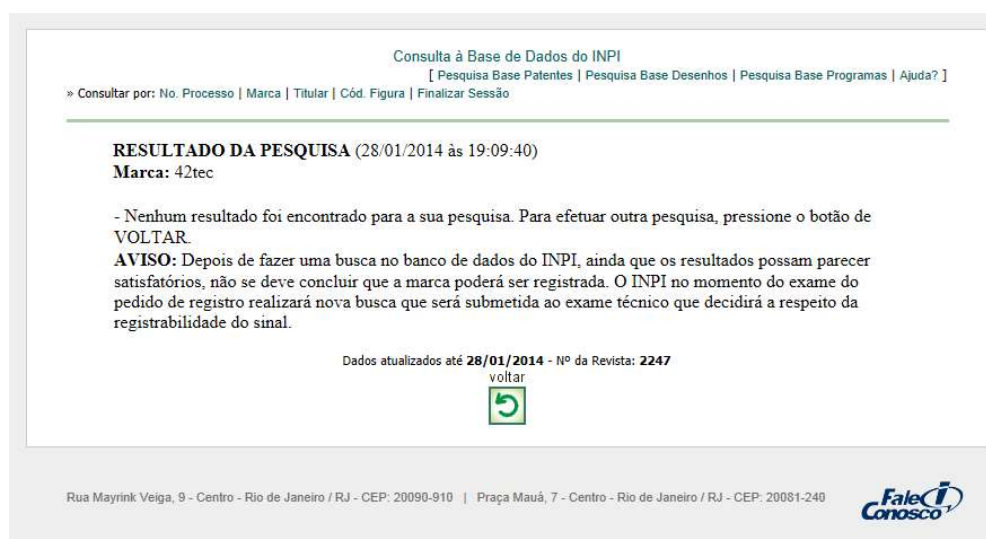 Consulta à Base de Dados do INPI
[ Pesquisa Base Patentes | Pesquisa Base Desenhos | Pesquisa Base Programas | Ajuda? ]
» Consultar por: No. Processo | Marca | Titular | Cód. Figura | Finalizar Sessão
RESULTADO DA PESQUISA (28/01/2014 às 19:09:40)
Marca: 42tec
- Nenhum resultado foi encontrado para a sua pesquisa. Para efetuar outra pesquisa, pressione o botão de
VOLTAR.
AVISO: Depois de fazer uma busca no banco de dados do INPI, ainda que os resultados possam parecer
satisfatórios, não se deve concluir que a marca poderá ser registrada. O INPI no momento do exame do
pedido de registro realizará nova busca que será submetida ao exame técnico que decidirá a respeito da
registrabilidade do sinal.
Dados atualizados até 28/01/2014 - Nº da Revista: 2247
voltar
Rua Mayrink Veiga, 9 - Centro - Rio de Janeiro / RJ - CEP: 20090-910 | Praça Mauá, 7 - Centro - Rio de Janeiro / RJ - CEP: 20081-240
Fale
Conosco